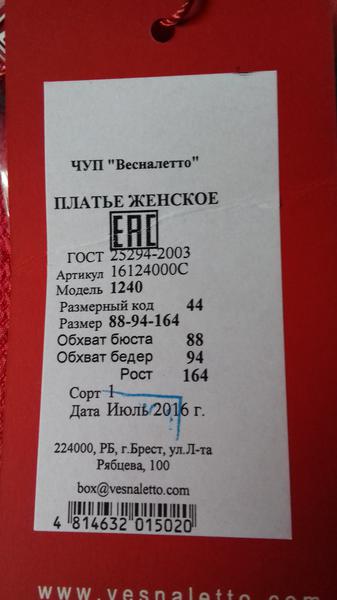 ЧУП "Весналетто"
ПЛАТЬЕ ЖЕНСКОЕ
EAC
ГОСТ 25294-2003
Артикул 16124000С
Модель 1240
Размерный код 44
Размер 88-94-164
Обхват бюста 88
Обхват бедер 94
Рост 164
Сорт 1
Дата Июль 2016 г.
224000, РБ, г.Брест, ул.Л-та
Рябцева, 100
box@vesnaletto.com
4 814632 015020
www.vesnaletto.com